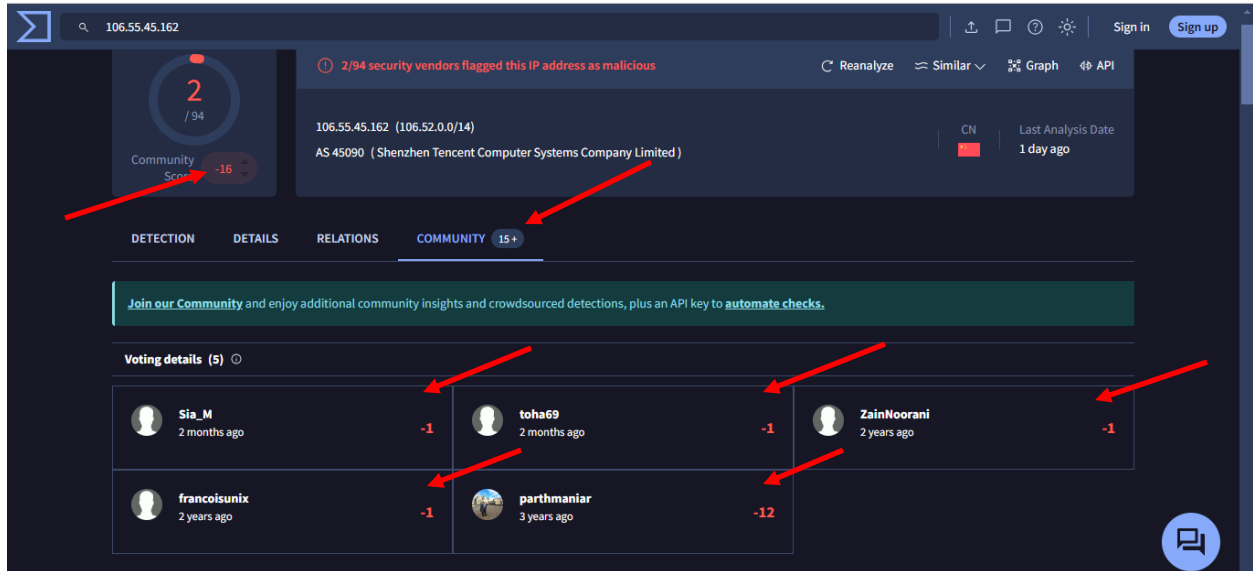 106.55.45.162
Sign in
Sign up
2
/ 94
Community
Score
-16
2/94 security vendors flagged this IP address as malicious
Reanalyze
Similar
Graph
API
106.55.45.162 (106.52.0.0/14)
AS 45090 ( Shenzhen Tencent Computer Systems Company Limited )
CN
Last Analysis Date
1 day ago
DETECTION
DETAILS
RELATIONS
COMMUNITY 15+
Join our Community and enjoy additional community insights and crowdsourced detections, plus an API key to automate checks.
Voting details (5)
Sia_M
2 months ago
-1
toha69
2 months ago
-1
ZainNoorani
2 years ago
-1
francoisunix
2 years ago
-1
parthmaniar
3 years ago
-12